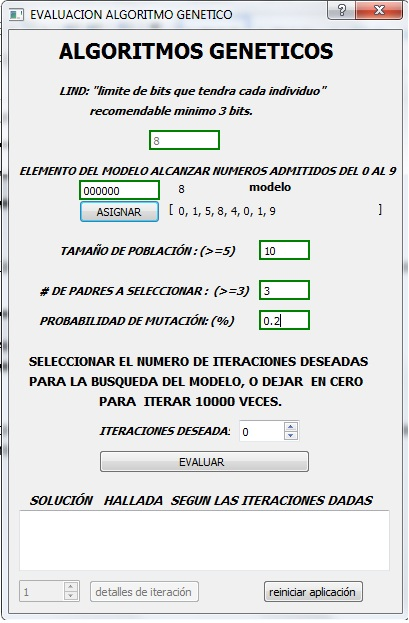 EVALUACION ALGORITMO GENETICO
ALGORITMOS GENETICOS
LIND: "limite de bits que tendra cada individuo"
recomendable minimo 3 bits.
8
ELEMENTO DEL MODELO ALCANZAR NUMEROS ADMITIDOS DEL 0 AL 9
000000 8 modelo
ASIGNAR [ 0, 1, 5, 8, 4, 0, 1, 9 ]
TAMAÑO DE POBLACIÓN : (>=5) 10
# DE PADRES A SELECCIONAR : (>=3) 3
PROBABILIDAD DE MUTACIÓN: (%) 0.2
SELECCIONAR EL NUMERO DE ITERACIONES DESEADAS
PARA LA BUSQUEDA DEL MODELO, O DEJAR EN CERO
PARA ITERAR 10000 VECES.
ITERACIONES DESEADA: 0
EVALUAR
SOLUCIÓN HALLADA SEGUN LAS ITERACIONES DADAS
1 detalles de iteración reiniciar aplicación